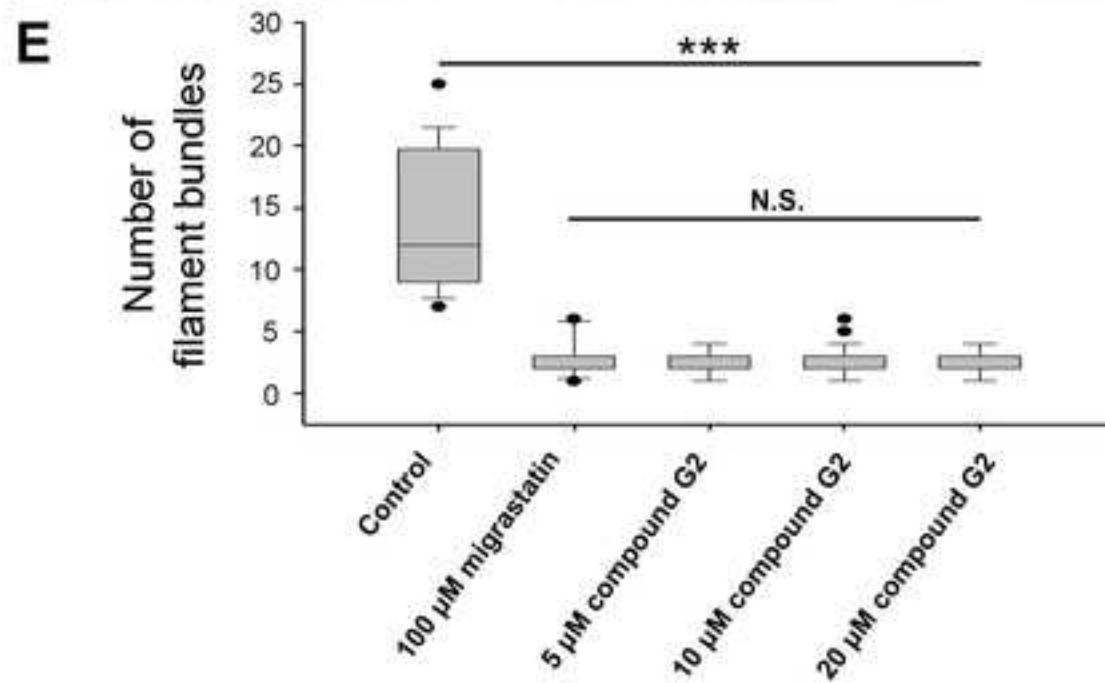 E
Number of
filament bundles
30
25
20
15
10
5
0
***
N.S.
Control
100 µM migrastatin
5 µM compound G2
10 µM compound G2
20 µM compound G2